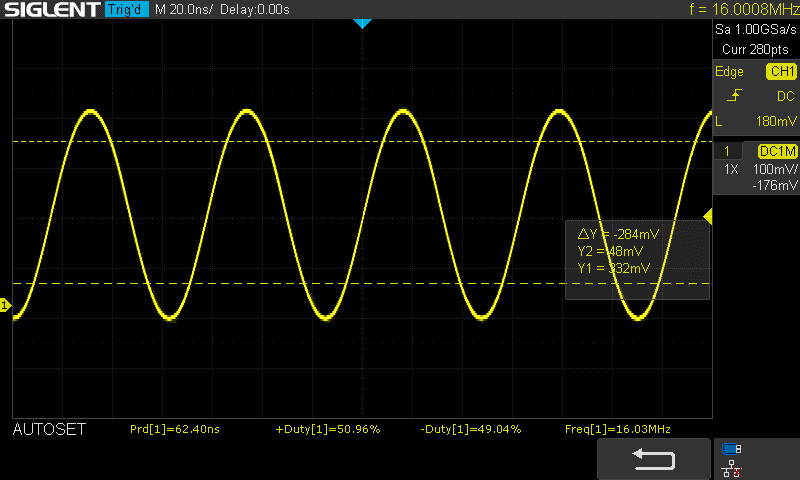 SIGLENT Trig'd M 20.0ns/ Delay:0.00s f = 16.0008MHz
Sa 1.00GSa/s
Curr 280pts
Edge CH1
DC
L 180mV
1 DC1M
1X 100mV/
-176mV
ΔY = -284mV
Y2 = 48mV
Y1 = 332mV
1
AUTOSET Prd[1]=62.40ns +Duty[1]=50.96% -Duty[1]=49.04% Freq[1]=16.03MHz